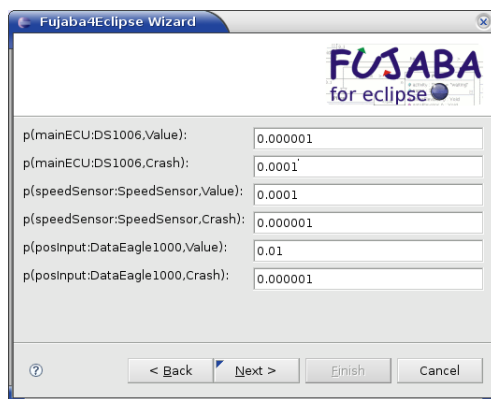 Fujaba4Eclipse Wizard
FUJABA
for eclipse
p(mainECU:DS1006,Value): 0.000001
p(mainECU:DS1006,Crash): 0.0001
p(speedSensor:SpeedSensor,Value): 0.0001
p(speedSensor:SpeedSensor,Crash): 0.000001
p(posInput:DataEagle1000,Value): 0.01
p(posInput:DataEagle1000,Crash): 0.000001
< Back Next > Finish Cancel